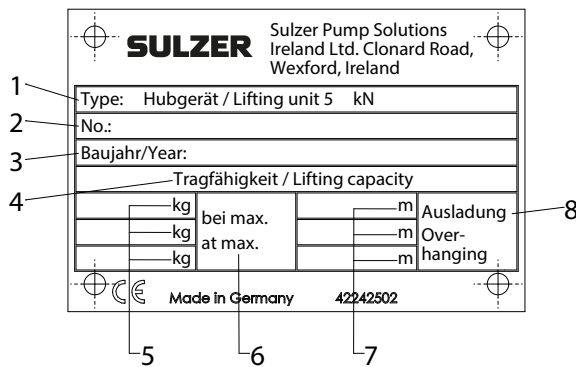 SULZER
Sulzer Pump Solutions
Ireland Ltd. Clonard Road,
Wexford, Ireland
1
Type: Hubgerät / Lifting unit 5 kN
2
No.:
3
Baujahr/Year:
4
Tragfähigkeit / Lifting capacity
kg
kg
kg
bei max.
at max.
m
m
m
Ausladung
Over-
hanging
8
CE Made in Germany 42242502
5 6 7